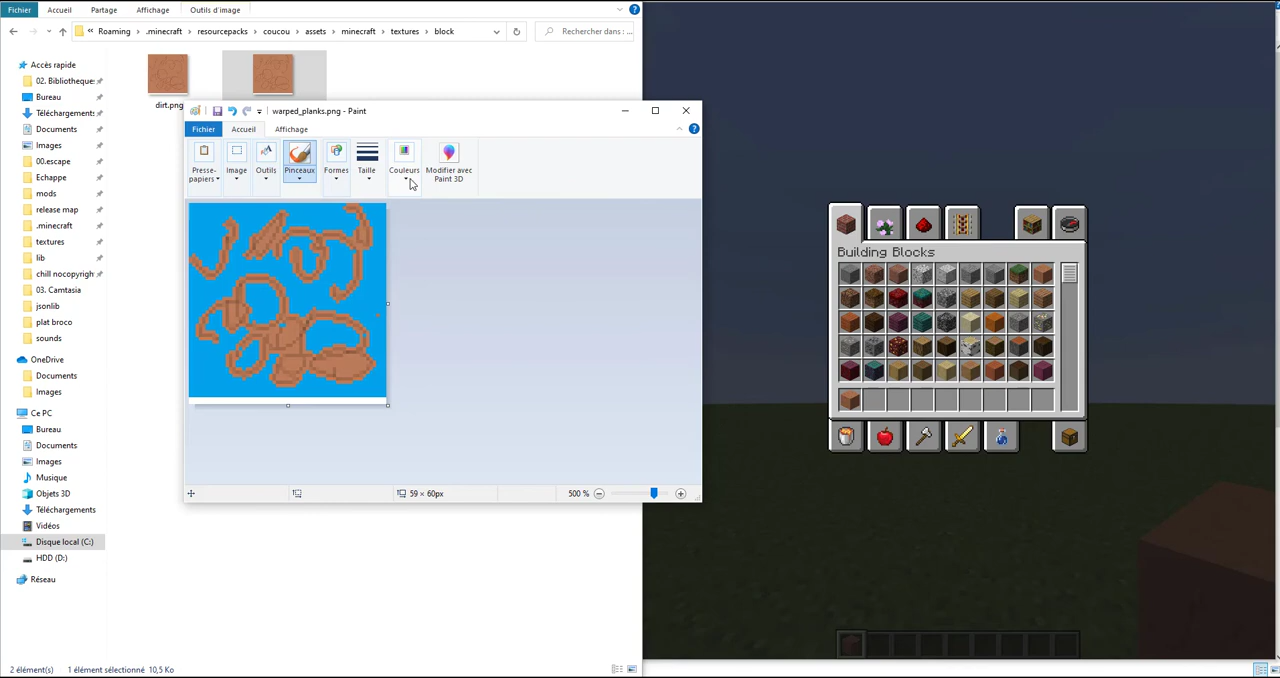 Fichier
Accueil
Partage
Affichage
Outils d'image
« Roaming › .minecraft › resourcepacks › coucou › assets › minecraft › textures › block
Rechercher dans : ...
Accès rapide
02. Bibliotheque
Bureau
Téléchargements
Documents
Images
00.escape
Echappe
mods
release map
.minecraft
textures
lib
chill nocopyrigh
03. Camtasia
jsonlib
plat broco
sounds
OneDrive
Documents
Images
Ce PC
Bureau
Documents
Images
Musique
Objets 3D
Téléchargements
Vidéos
Disque local (C:)
HDD (D:)
Réseau
dirt.png
warped_planks.png - Paint
Fichier
Accueil
Affichage
Presse-
papiers
Image
Outils
Pinceaux
Formes
Taille
Couleurs
Modifier avec
Paint 3D
59 × 60px
500 %
2 élément(s)
1 élément sélectionné 10,5 Ko
Building Blocks